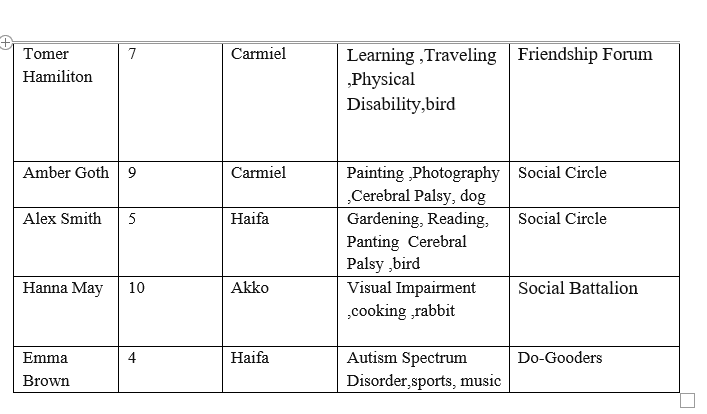 Tomer Hamiliton 7 Carmiel Learning ,Traveling ,Physical Disability,bird Friendship Forum
Amber Goth 9 Carmiel Painting ,Photography ,Cerebral Palsy, dog Social Circle
Alex Smith 5 Haifa Gardening, Reading, Panting Cerebral Palsy ,bird Social Circle
Hanna May 10 Akko Visual Impairment ,cooking ,rabbit Social Battalion
Emma Brown 4 Haifa Autism Spectrum Disorder,sports, music Do-Gooders